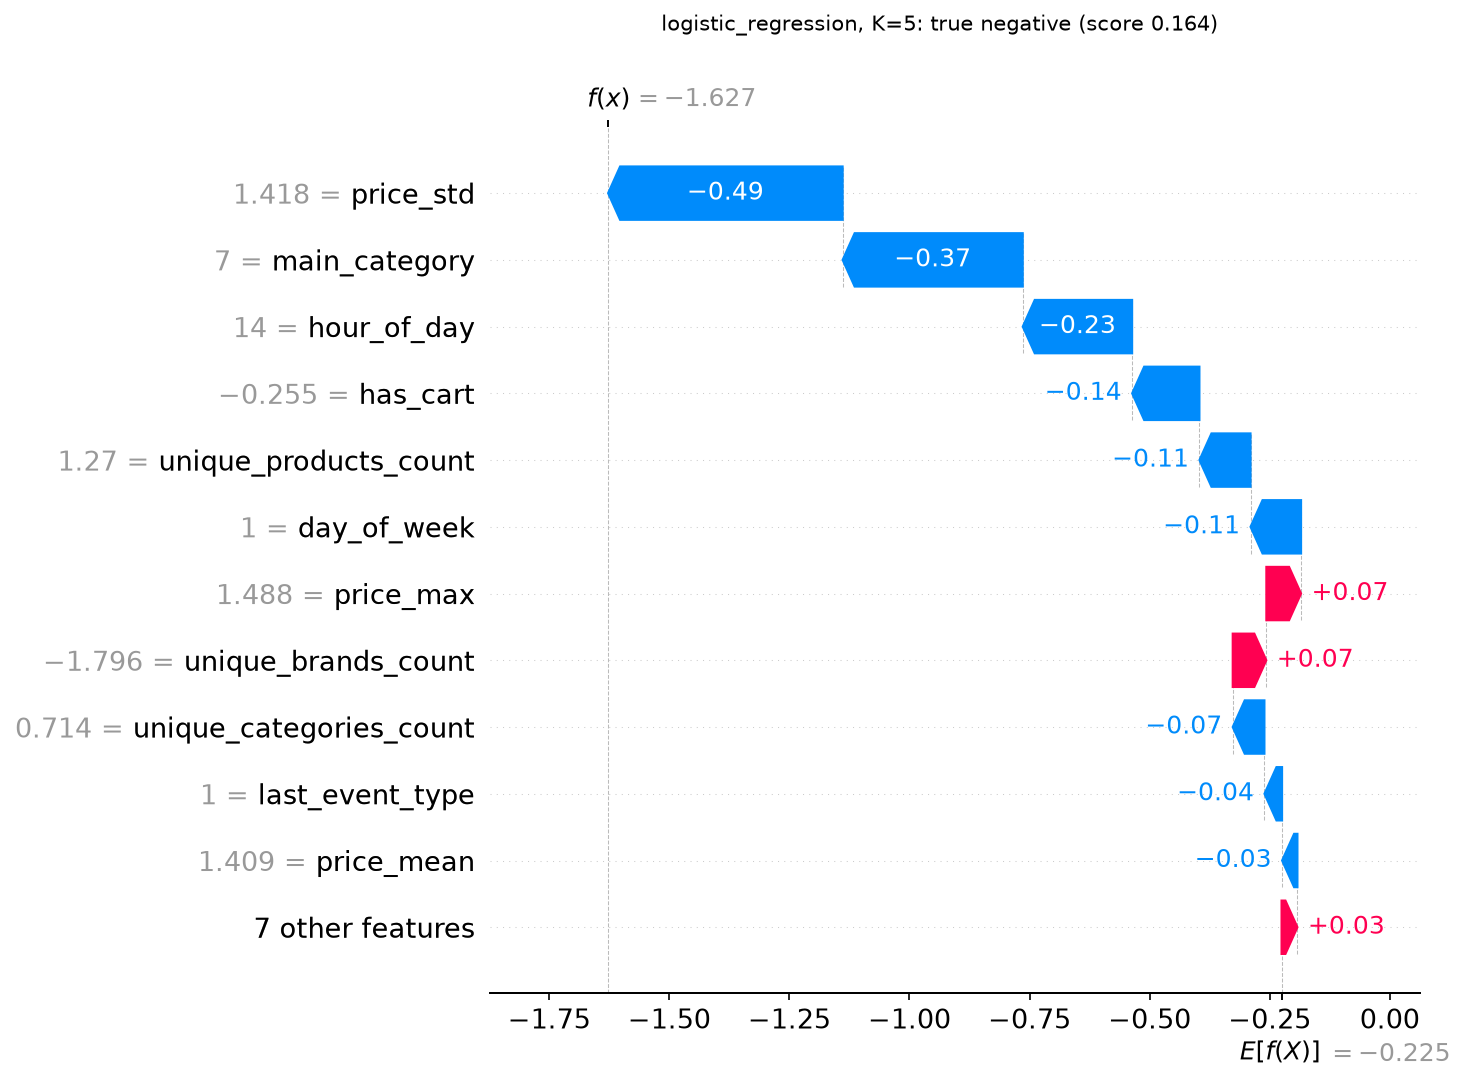 logistic_regression, K=5: true negative (score 0.164)
f(x) = −1.627
1.418 = price_std −0.49
7 = main_category −0.37
14 = hour_of_day −0.23
−0.255 = has_cart −0.14
1.27 = unique_products_count −0.11
1 = day_of_week −0.11
1.488 = price_max +0.07
−1.796 = unique_brands_count +0.07
0.714 = unique_categories_count −0.07
1 = last_event_type −0.04
1.409 = price_mean −0.03
7 other features +0.03
−1.75 −1.50 −1.25 −1.00 −0.75 −0.50 −0.25 0.00
E[f(X)] = −0.225